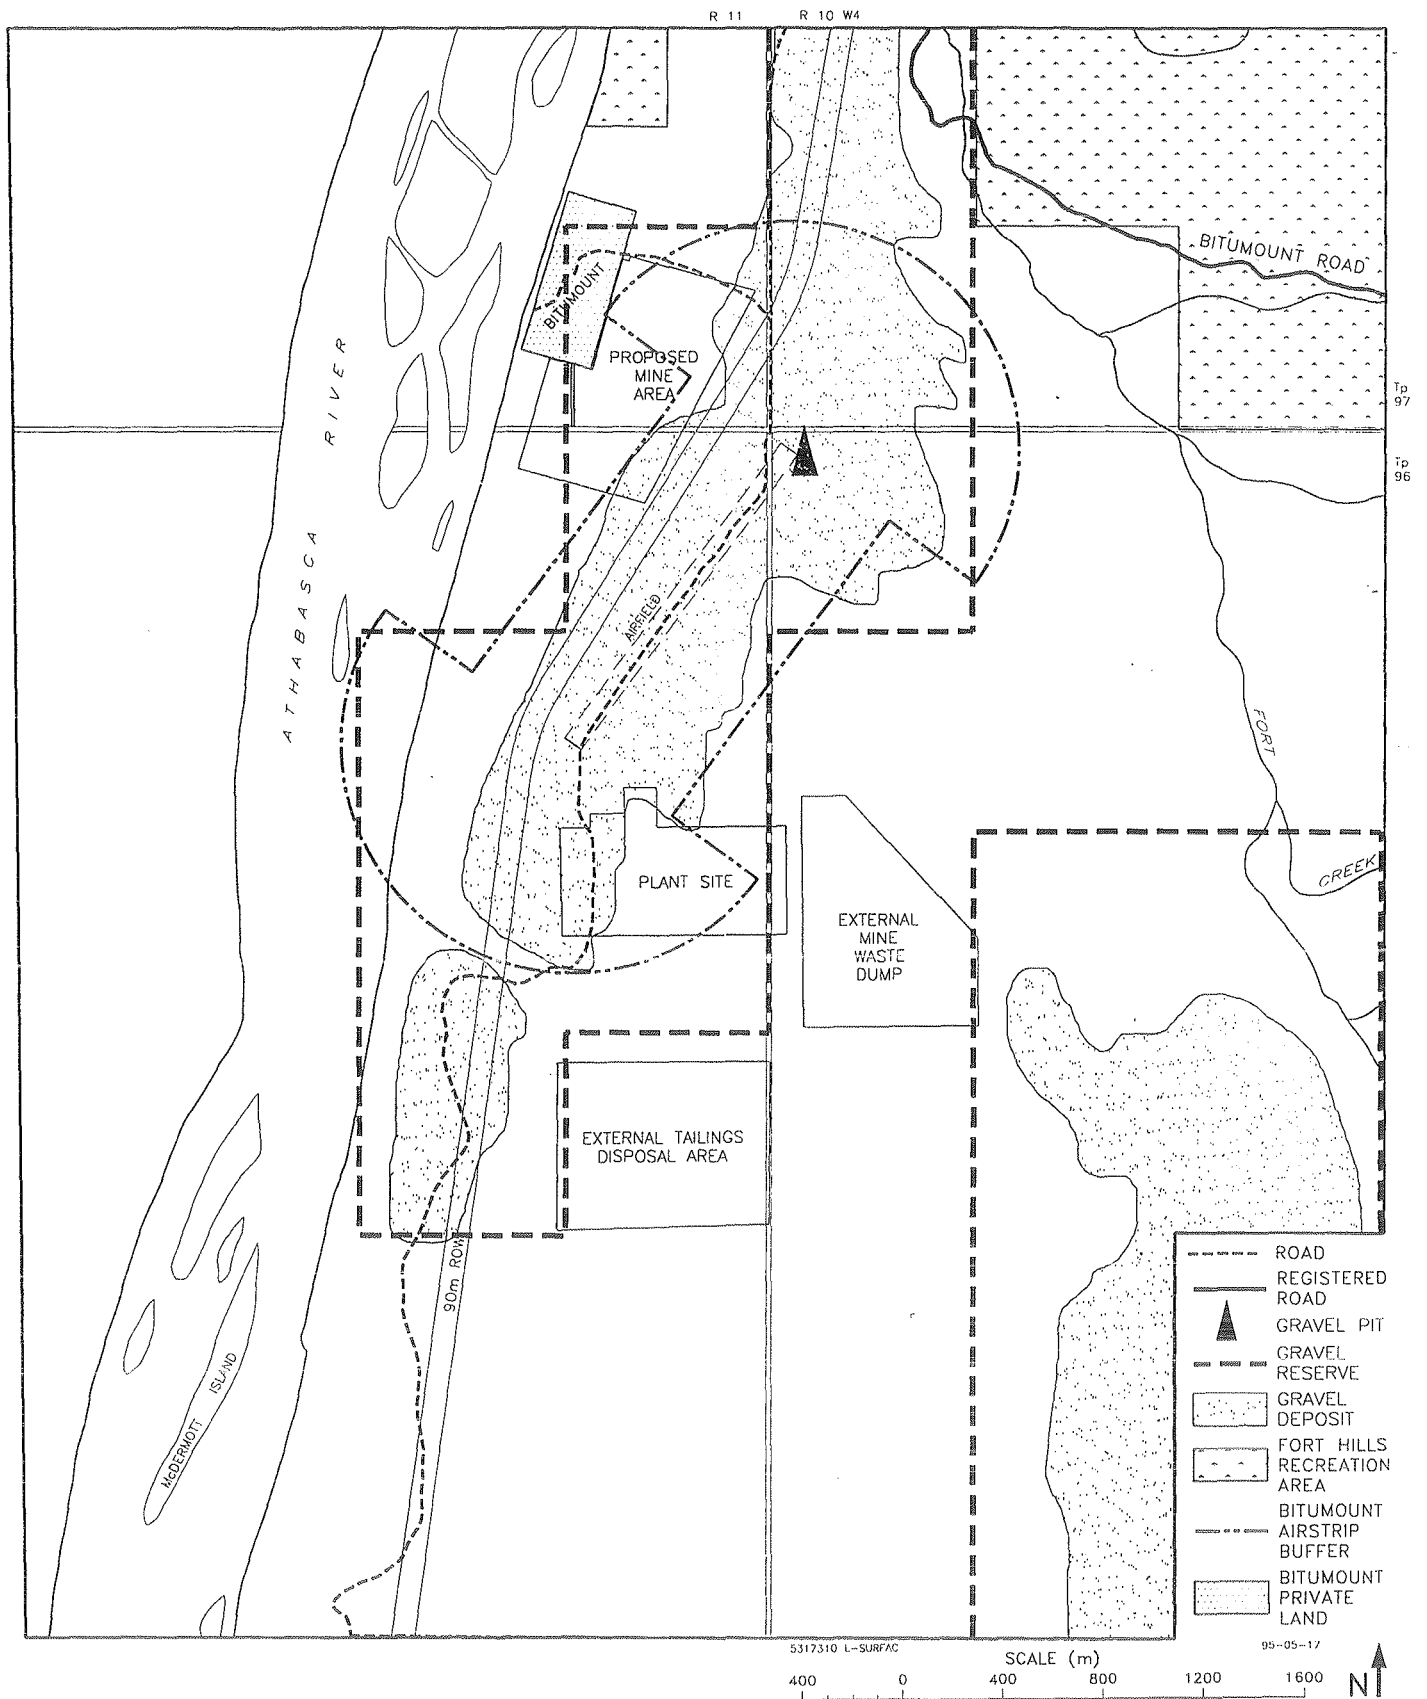 R 11
R 10 W4
BITUMOUNT ROAD
BITUMOUNT
PROPOSED
MINE
AREA
Tp
97
Tp
96
ATHABASCA RIVER
AIRFIELD
FORT
CREEK
PLANT SITE
EXTERNAL
MINE
WASTE
DUMP
EXTERNAL TAILINGS
DISPOSAL AREA
90m ROW
McDERMOTT ISLAND
ROAD
REGISTERED
ROAD
GRAVEL PIT
GRAVEL
RESERVE
GRAVEL
DEPOSIT
FORT HILLS
RECREATION
AREA
BITUMOUNT
AIRSTRIP
BUFFER
BITUMOUNT
PRIVATE
LAND
5317310 L-SURFAC
95-05-17
SCALE (m)
400 0 400 800 1200 1600
N